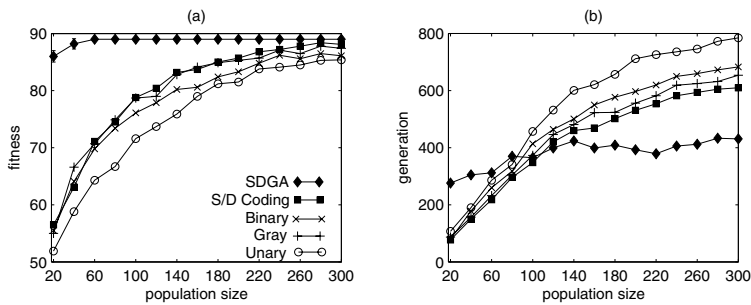 (a)
90
80
70
60
50
fitness
SDGA
S/D Coding
Binary
Gray
Unary
20 60 100 140 180 220 260 300
population size
(b)
800
600
400
200
0
generation
20 60 100 140 180 220 260 300
population size